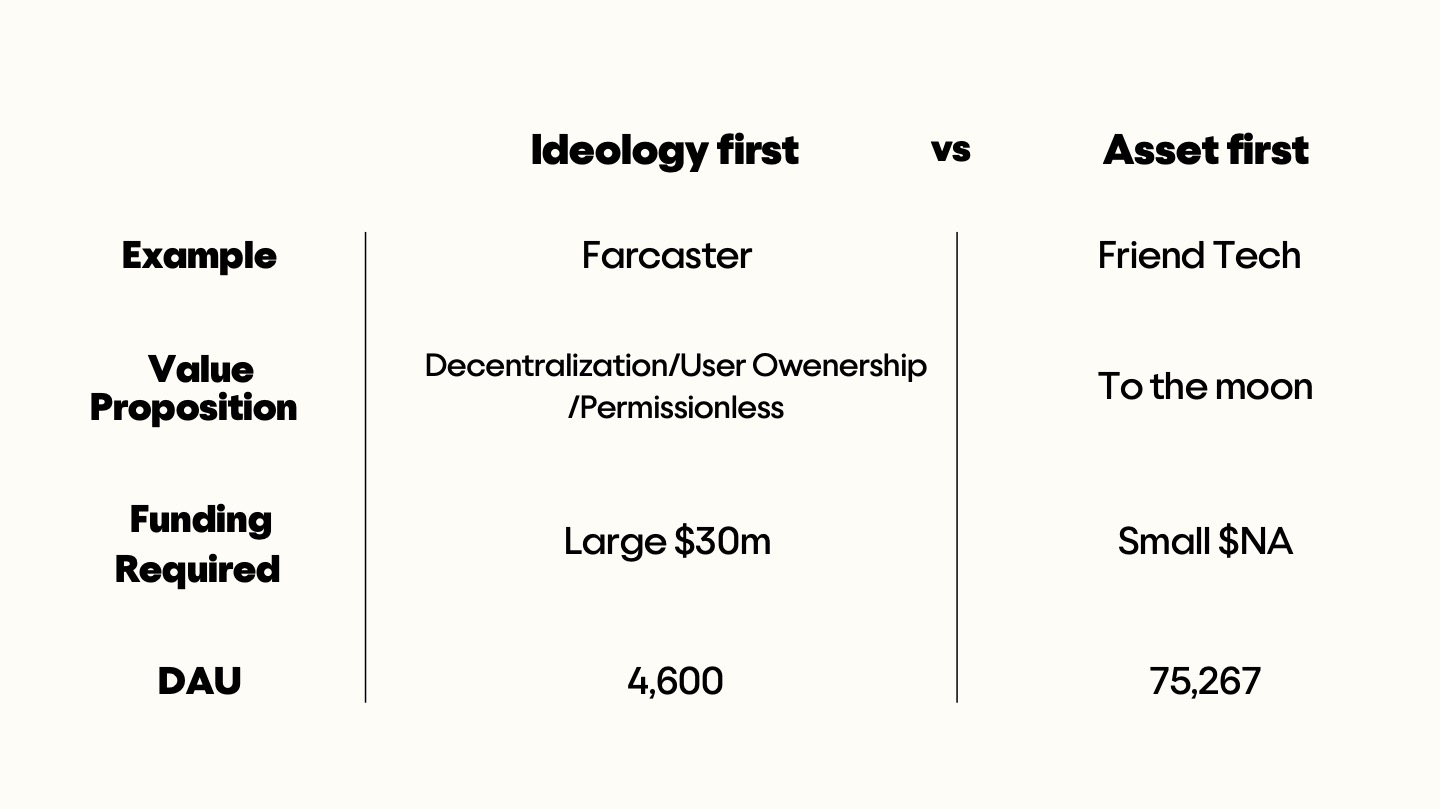 Ideology first vs Asset first
Example Farcaster Friend Tech
Value
Proposition
Decentralization/User Owenership
/Permissionless
To the moon
Funding
Required
Large $30m
Small $NA
DAU 4,600 75,267